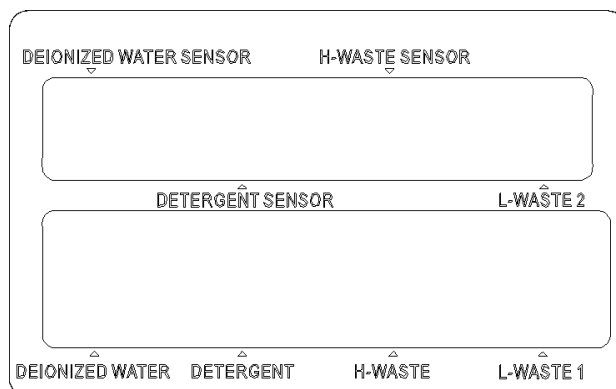 DEIONIZED WATER SENSOR H-WASTE SENSOR
DETERGENT SENSOR L-WASTE 2
DEIONIZED WATER DETERGENT H-WASTE L-WASTE 1